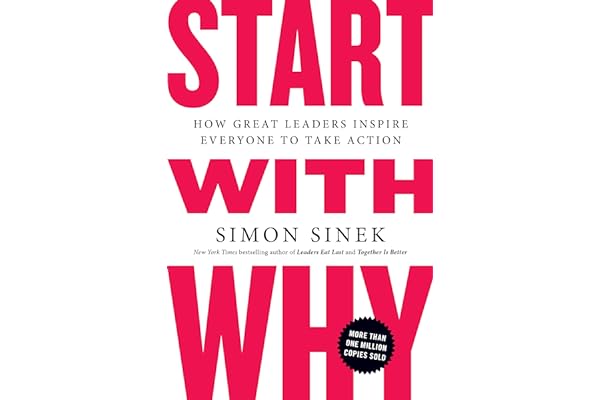 START
HOW GREAT LEADERS INSPIRE
EVERYONE TO TAKE ACTION
WITH
SIMON SINEK
New York Times bestselling author of Leaders Eat Last and Together Is Better
WHY
MORE THAN
ONE MILLION
COPIES SOLD